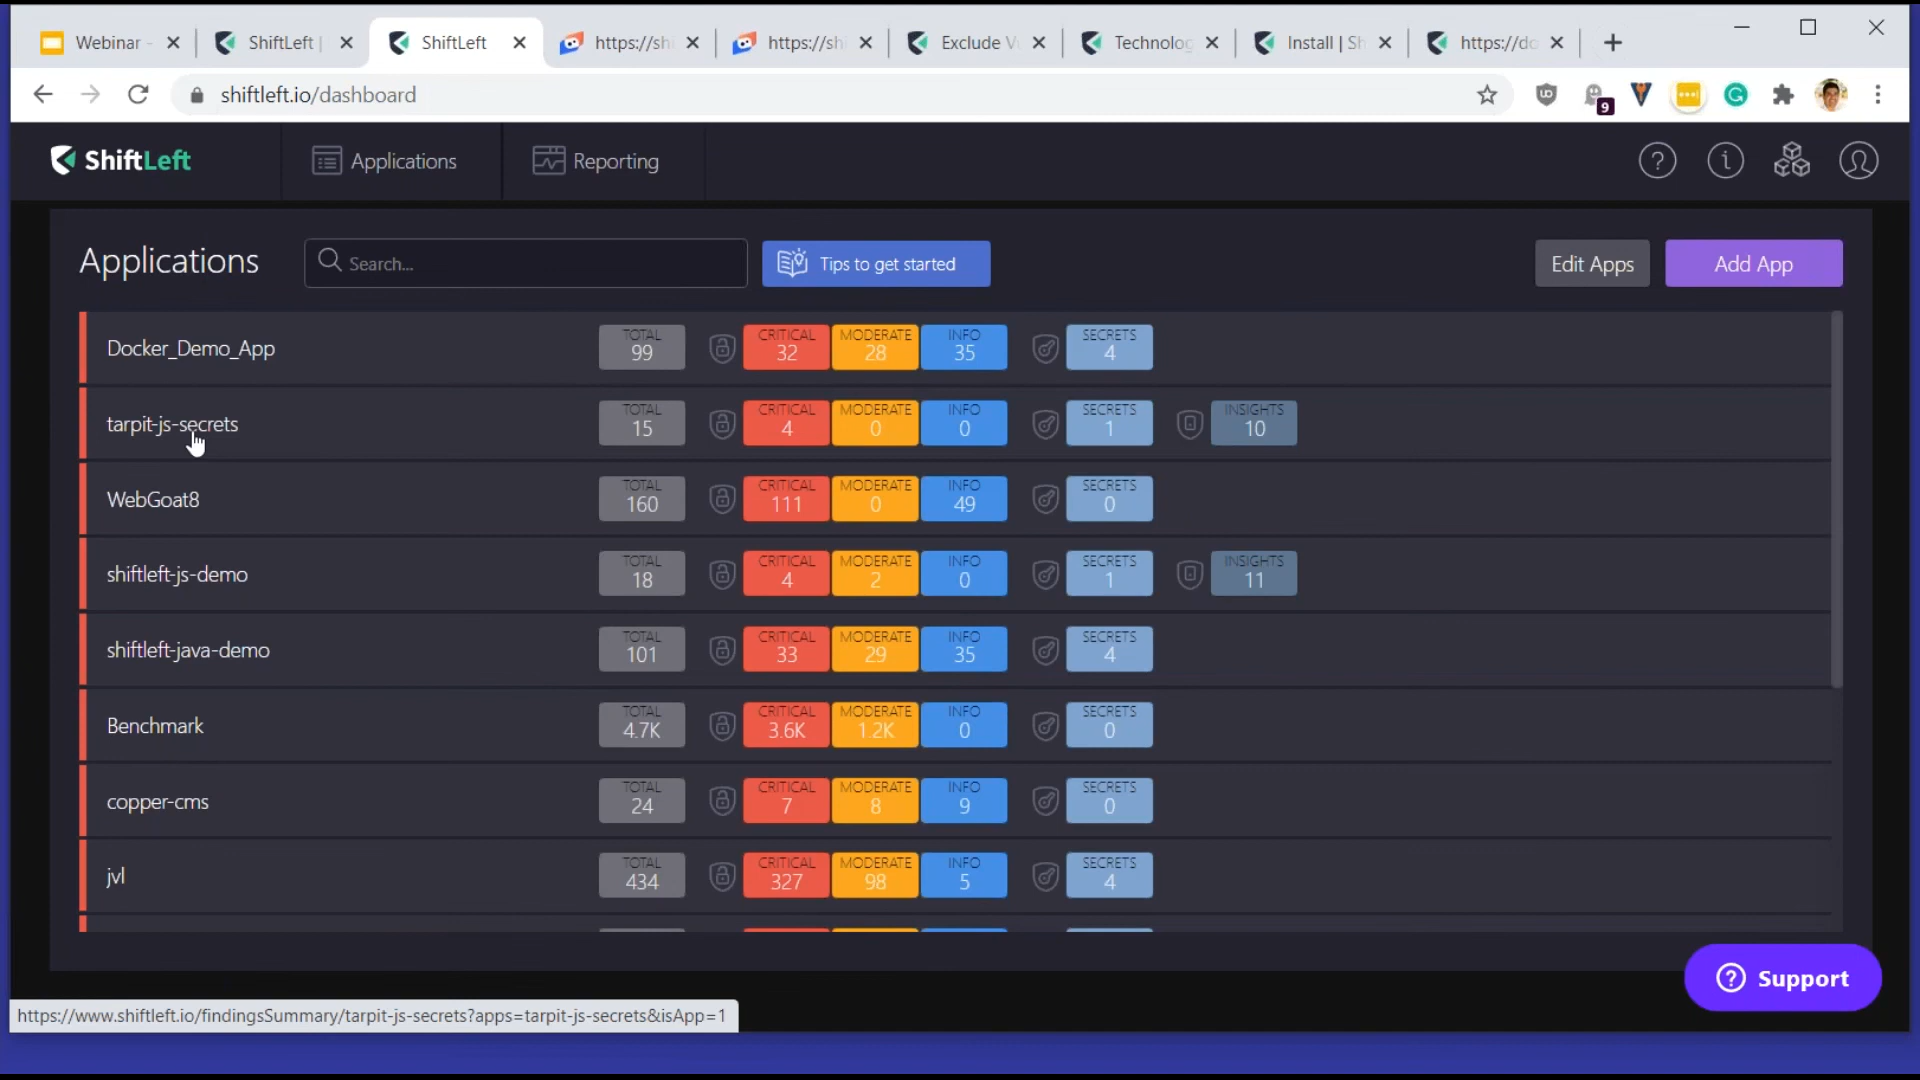 Webinar -
ShiftLeft |
ShiftLeft
https://shi
https://shi
Exclude V
Technolog
Install | Sh
https://do
shiftleft.io/dashboard
9
ShiftLeft
Applications
Reporting
Applications
Search...
Tips to get started
Edit Apps
Add App
Docker_Demo_App TOTAL 99 CRITICAL 32 MODERATE 28 INFO 35 SECRETS 4
tarpit-js-secrets TOTAL 15 CRITICAL 4 MODERATE 0 INFO 0 SECRETS 1 INSIGHTS 10
WebGoat8 TOTAL 160 CRITICAL 111 MODERATE 0 INFO 49 SECRETS 0
shiftleft-js-demo TOTAL 18 CRITICAL 4 MODERATE 2 INFO 0 SECRETS 1 INSIGHTS 11
shiftleft-java-demo TOTAL 101 CRITICAL 33 MODERATE 29 INFO 35 SECRETS 4
Benchmark TOTAL 4.7K CRITICAL 3.6K MODERATE 1.2K INFO 0 SECRETS 0
copper-cms TOTAL 24 CRITICAL 7 MODERATE 8 INFO 9 SECRETS 0
jvl TOTAL 434 CRITICAL 327 MODERATE 98 INFO 5 SECRETS 4
Support
https://www.shiftleft.io/findingsSummary/tarpit-js-secrets?apps=tarpit-js-secrets&isApp=1